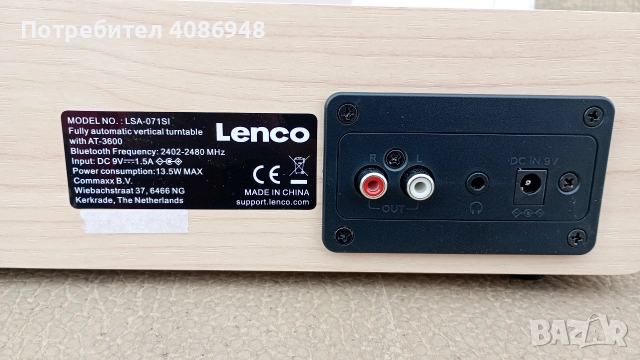 Потребител 4086948
MODEL NO. : LSA-071SI
Fully automatic vertical turntable
with AT-3600
Bluetooth Frequency: 2402-2480 MHz
Input: DC 9V⎓1.5A
Power consumption:13.5W MAX
Commaxx B.V.
Wiebachstraat 37, 6466 NG
Kerkrade, The Netherlands
Lenco
CE
MADE IN CHINA
support.lenco.com
R L
OUT
DC IN 9V
BAZAR